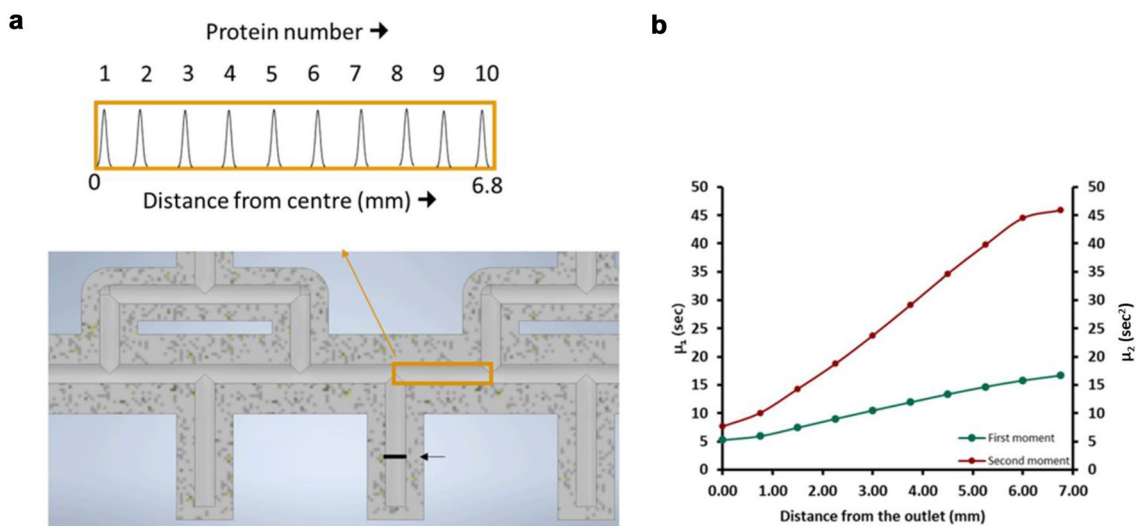 a
Protein number ➔
1 2 3 4 5 6 7 8 9 10
0 6.8
Distance from centre (mm) ➔
b
50 50
45 45
40 40
35 35
30 30
25 25
20 20
15 15
10 10
5 5
0 0
μ₁ (sec)
μ₂ (sec²)
First moment
Second moment
0.00 1.00 2.00 3.00 4.00 5.00 6.00 7.00
Distance from the outlet (mm)